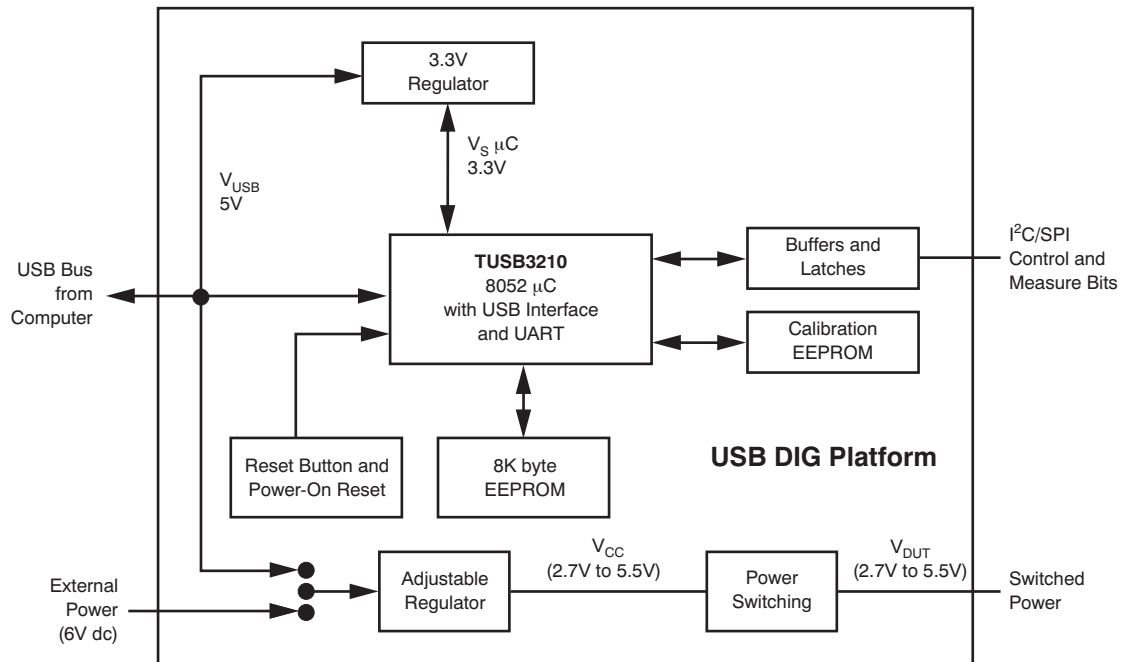 3.3V
Regulator
V_S μC
3.3V
V_USB
5V
USB Bus
from
Computer
TUSB3210
8052 μC
with USB Interface
and UART
Buffers and
Latches
I²C/SPI
Control and
Measure Bits
Calibration
EEPROM
Reset Button and
Power-On Reset
8K byte
EEPROM
USB DIG Platform
External
Power
(6V dc)
Adjustable
Regulator
V_CC
(2.7V to 5.5V)
Power
Switching
V_DUT
(2.7V to 5.5V)
Switched
Power